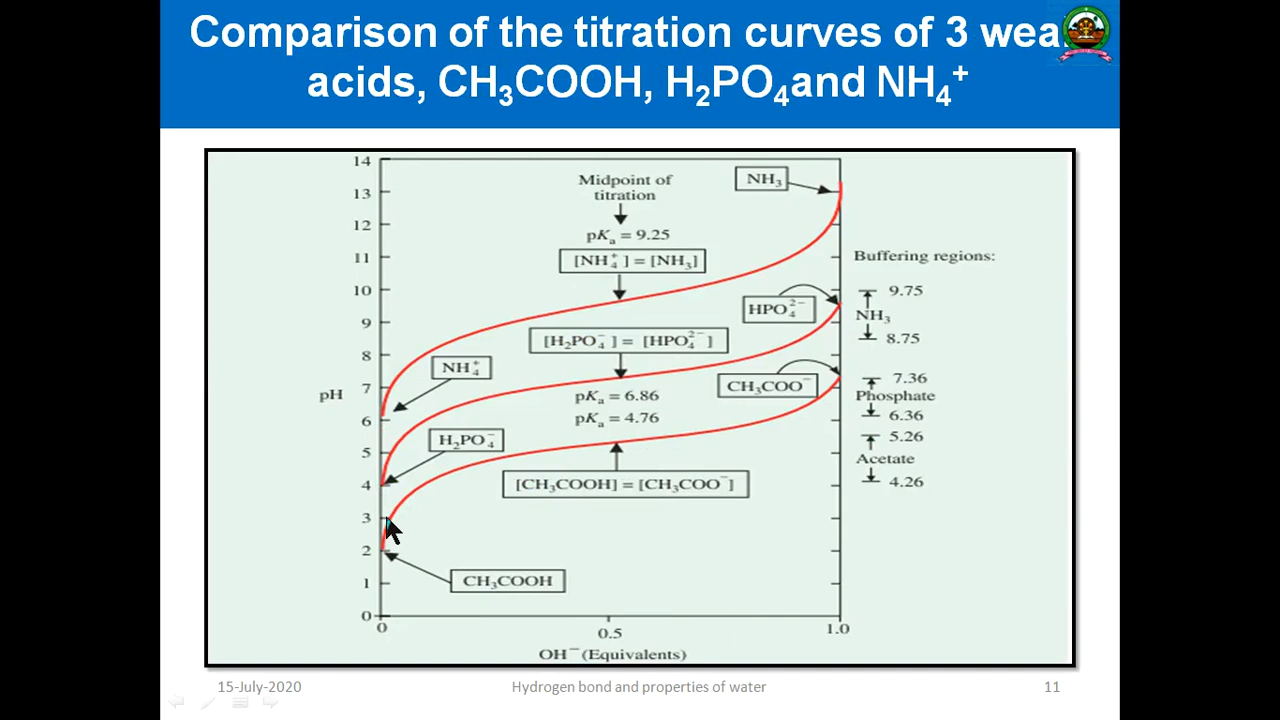 Comparison of the titration curves of 3 wea
acids, CH₃COOH, H₂PO₄and NH₄⁺
14
13
12
11
10
9
8
7
6
5
4
3
2
1
0
pH
Midpoint of
titration
pKₐ = 9.25
[NH₄⁺] = [NH₃]
NH₃
HPO₄²⁻
[H₂PO₄⁻] = [HPO₄²⁻]
NH₄⁺
CH₃COO⁻
pKₐ = 6.86
pKₐ = 4.76
H₂PO₄⁻
[CH₃COOH] = [CH₃COO⁻]
CH₃COOH
0
0.5
1.0
OH⁻ (Equivalents)
Buffering regions:
9.75
NH₃
8.75
7.36
Phosphate
6.36
5.26
Acetate
4.26
15-July-2020
Hydrogen bond and properties of water
11